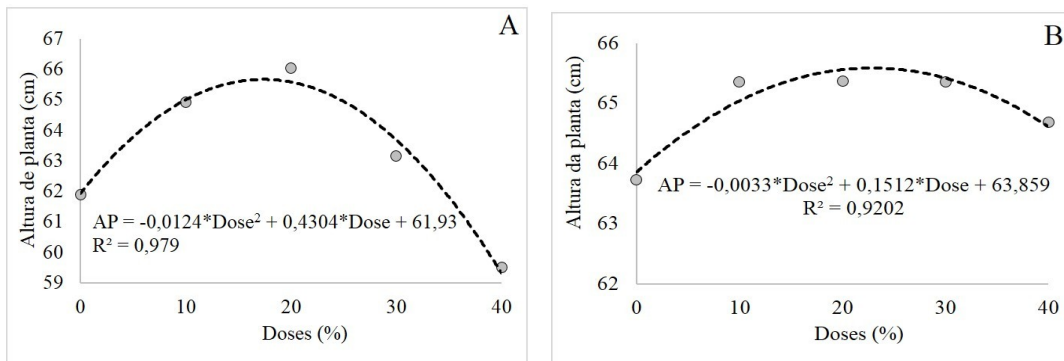 A
Altura de planta (cm)
67
66
65
64
63
62
61
60
59
AP = -0,0124*Dose² + 0,4304*Dose + 61,93
R² = 0,979
0 10 20 30 40
Doses (%)
B
Altura da planta (cm)
66
65
64
63
62
AP = -0,0033*Dose² + 0,1512*Dose + 63,859
R² = 0,9202
0 10 20 30 40
Doses (%)